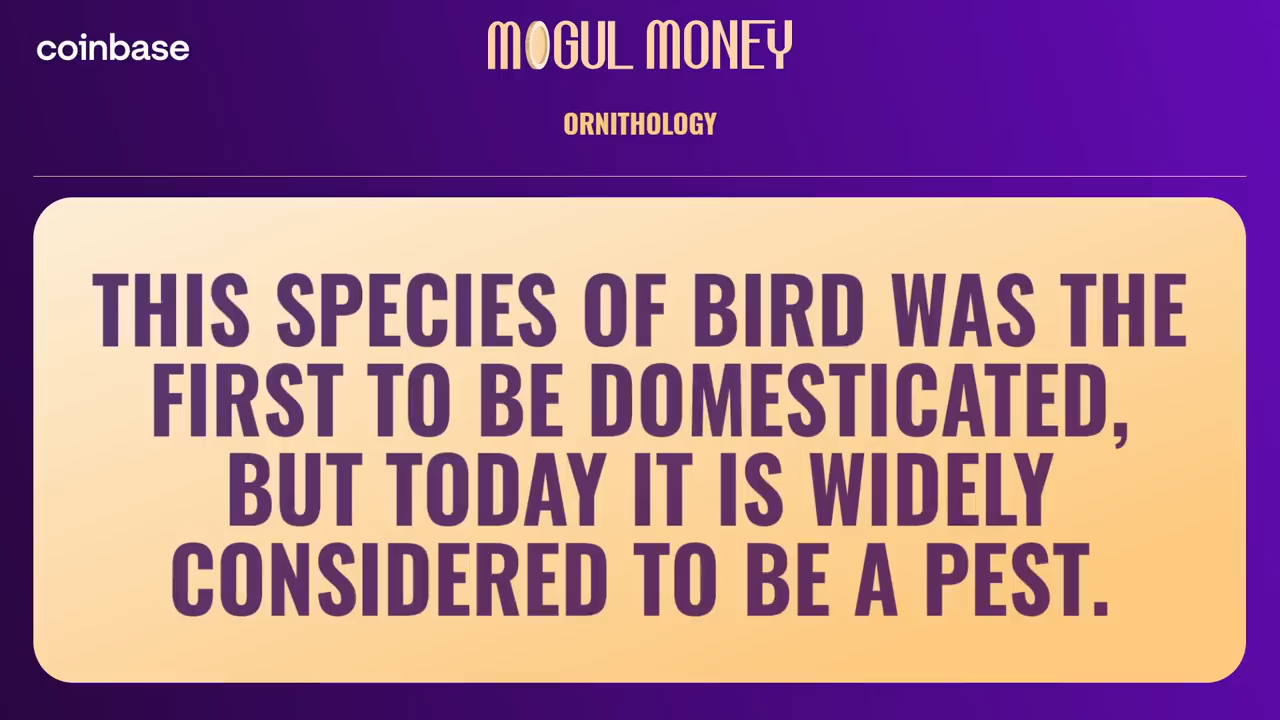 coinbase
MOGUL MONEY
ORNITHOLOGY
THIS SPECIES OF BIRD WAS THE
FIRST TO BE DOMESTICATED,
BUT TODAY IT IS WIDELY
CONSIDERED TO BE A PEST.